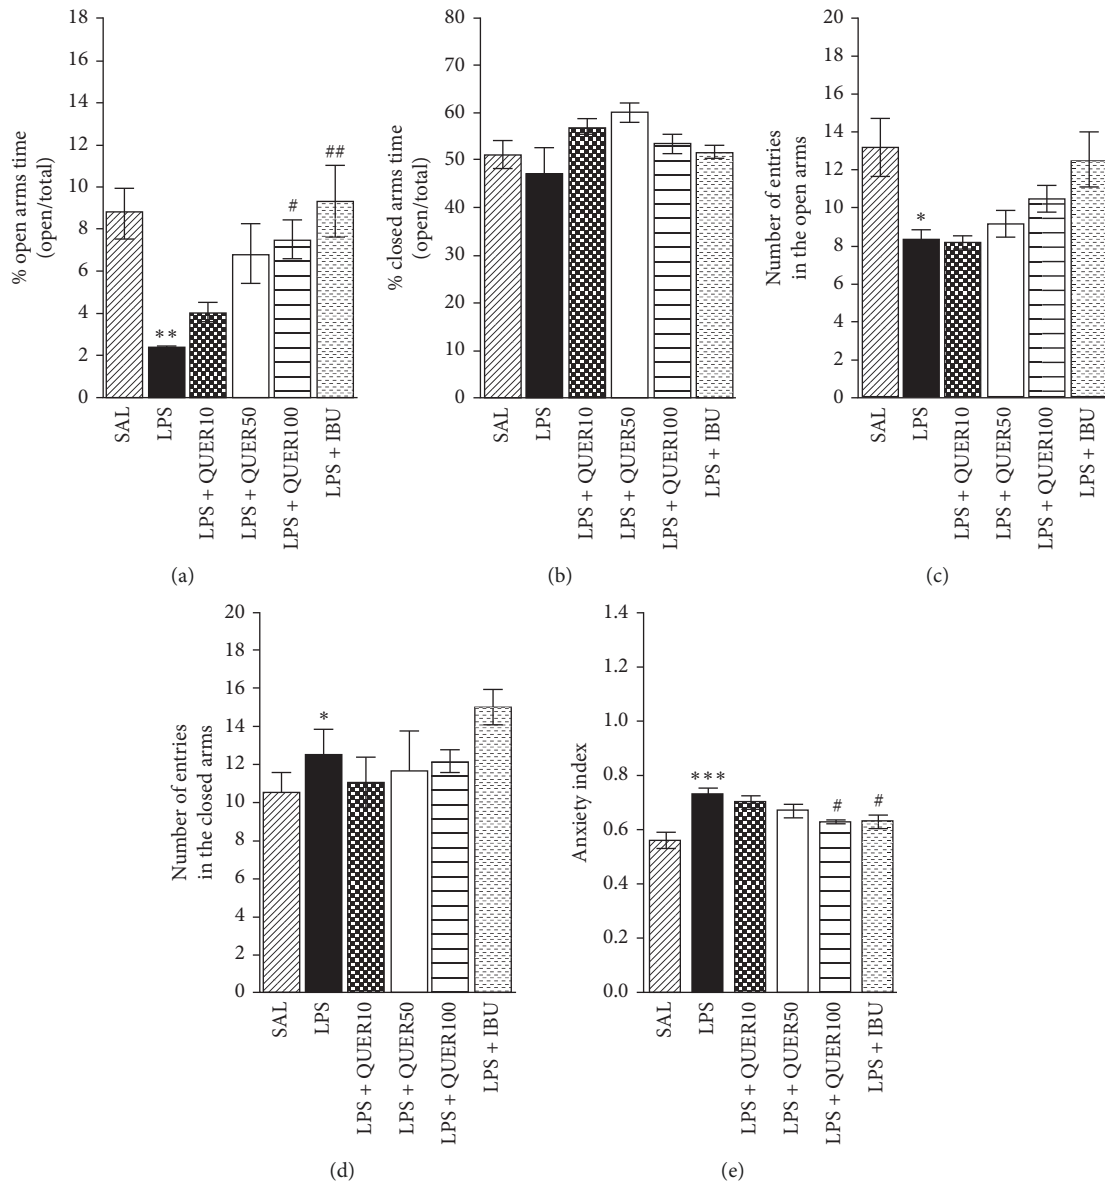 18
16
14
12
10
8
6
4
2
0
% open arms time
(open/total)
**
#
##
SAL
LPS
LPS + QUER10
LPS + QUER50
LPS + QUER100
LPS + IBU
(a)
80
70
60
50
40
30
20
10
0
% closed arms time
(open/total)
SAL
LPS
LPS + QUER10
LPS + QUER50
LPS + QUER100
LPS + IBU
(b)
20
18
16
14
12
10
8
6
4
2
0
Number of entries
in the open arms
*
SAL
LPS
LPS + QUER10
LPS + QUER50
LPS + QUER100
LPS + IBU
(c)
20
18
16
14
12
10
8
6
4
2
0
Number of entries
in the closed arms
*
SAL
LPS
LPS + QUER10
LPS + QUER50
LPS + QUER100
LPS + IBU
(d)
1.4
1.2
1.0
0.8
0.6
0.4
0.2
0.0
Anxiety index
***
#
#
SAL
LPS
LPS + QUER10
LPS + QUER50
LPS + QUER100
LPS + IBU
(e)